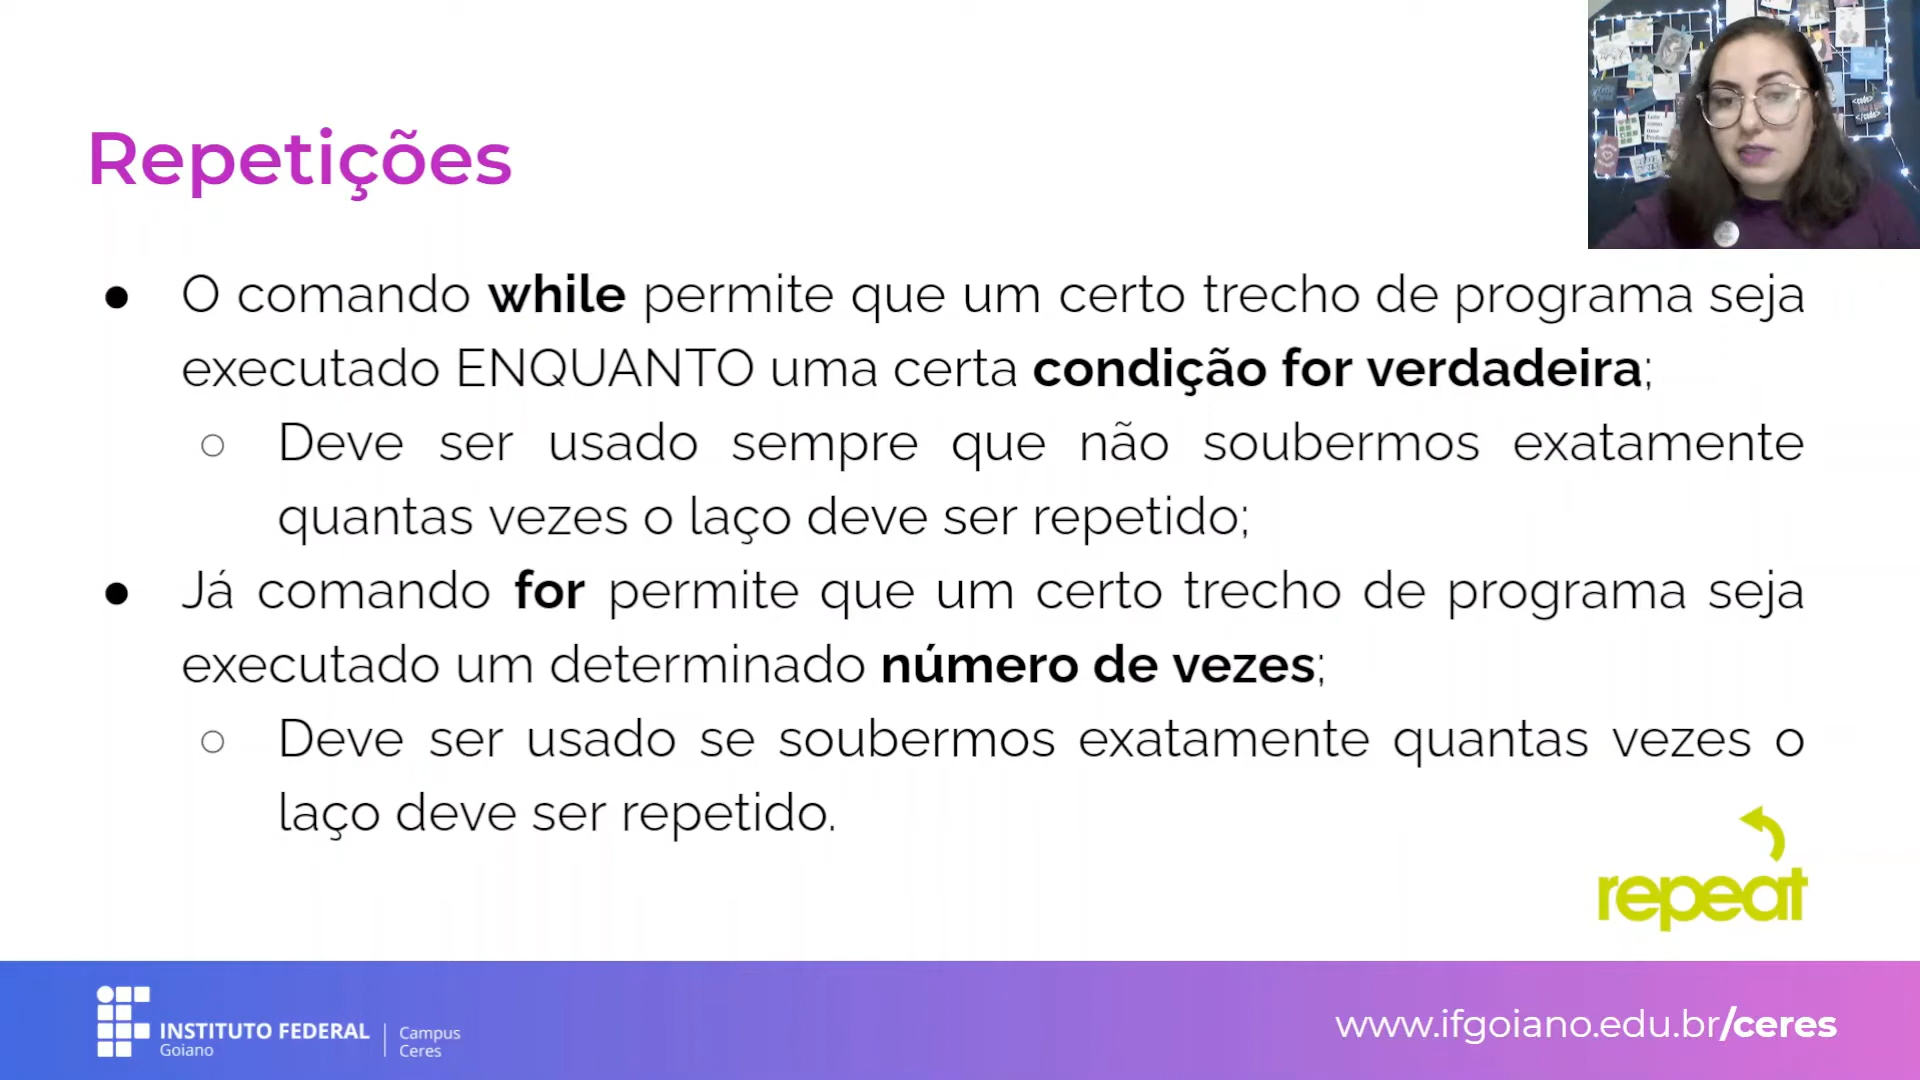 Repetições
● O comando while permite que um certo trecho de programa seja
executado ENQUANTO uma certa condição for verdadeira;
○ Deve ser usado sempre que não soubermos exatamente
quantas vezes o laço deve ser repetido;
● Já comando for permite que um certo trecho de programa seja
executado um determinado número de vezes;
○ Deve ser usado se soubermos exatamente quantas vezes o
laço deve ser repetido.
repeat
INSTITUTO FEDERAL
Goiano
Campus
Ceres
www.ifgoiano.edu.br/ceres